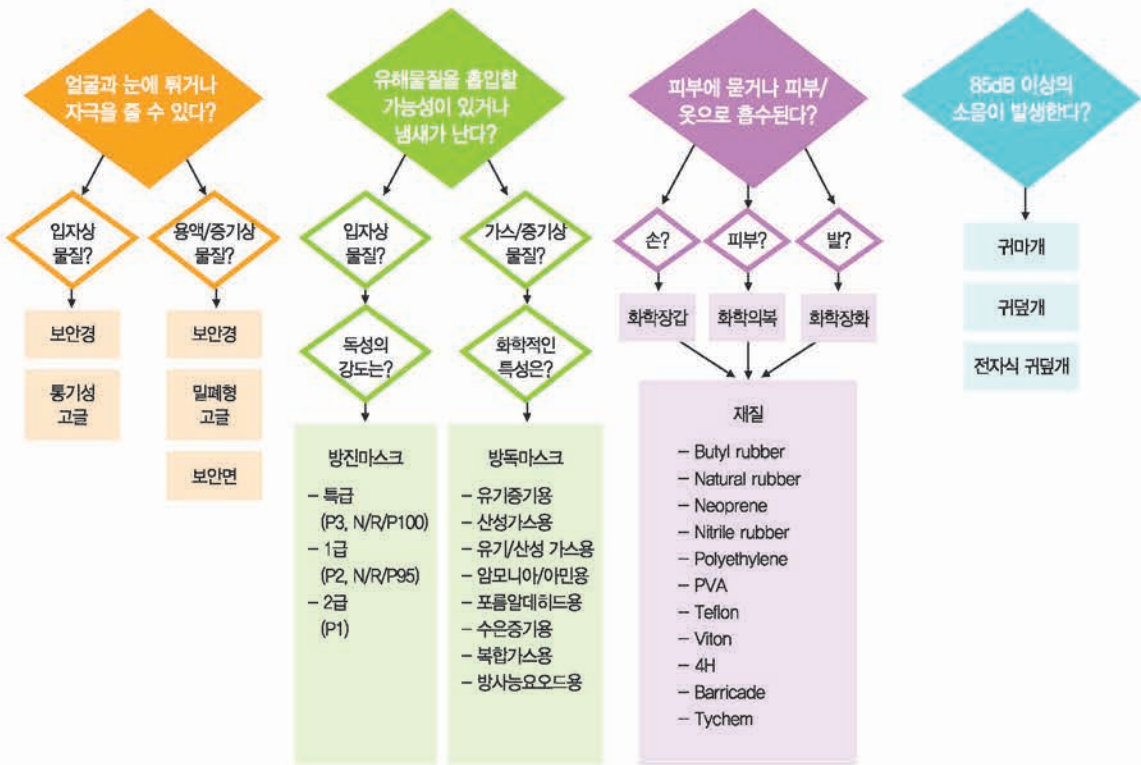 얼굴과 눈에 튀거나
자극을 줄 수 있다?
입자상
물질?
용액/증기상
물질?
보안경
통기성
고글
보안경
밀폐형
고글
보안면
유해물질을 흡입할
가능성이 있거나
냄새가 난다?
입자상
물질?
가스/증기상
물질?
독성의
강도는?
화학적인
특성은?
방진마스크
– 특급
(P3, N/R/P100)
– 1급
(P2, N/R/P95)
– 2급
(P1)
방독마스크
– 유기증기용
– 산성가스용
– 유기/산성 가스용
– 암모니아/아민용
– 포름알데히드용
– 수은증기용
– 복합가스용
– 방사능요오드용
피부에 묻거나 피부/
옷으로 흡수된다?
손?
피부?
발?
화학장갑
화학의복
화학장화
재질
– Butyl rubber
– Natural rubber
– Neoprene
– Nitrile rubber
– Polyethylene
– PVA
– Teflon
– Viton
– 4H
– Barricade
– Tychem
85dB 이상의
소음이 발생한다?
귀마개
귀덮개
전자식 귀덮개